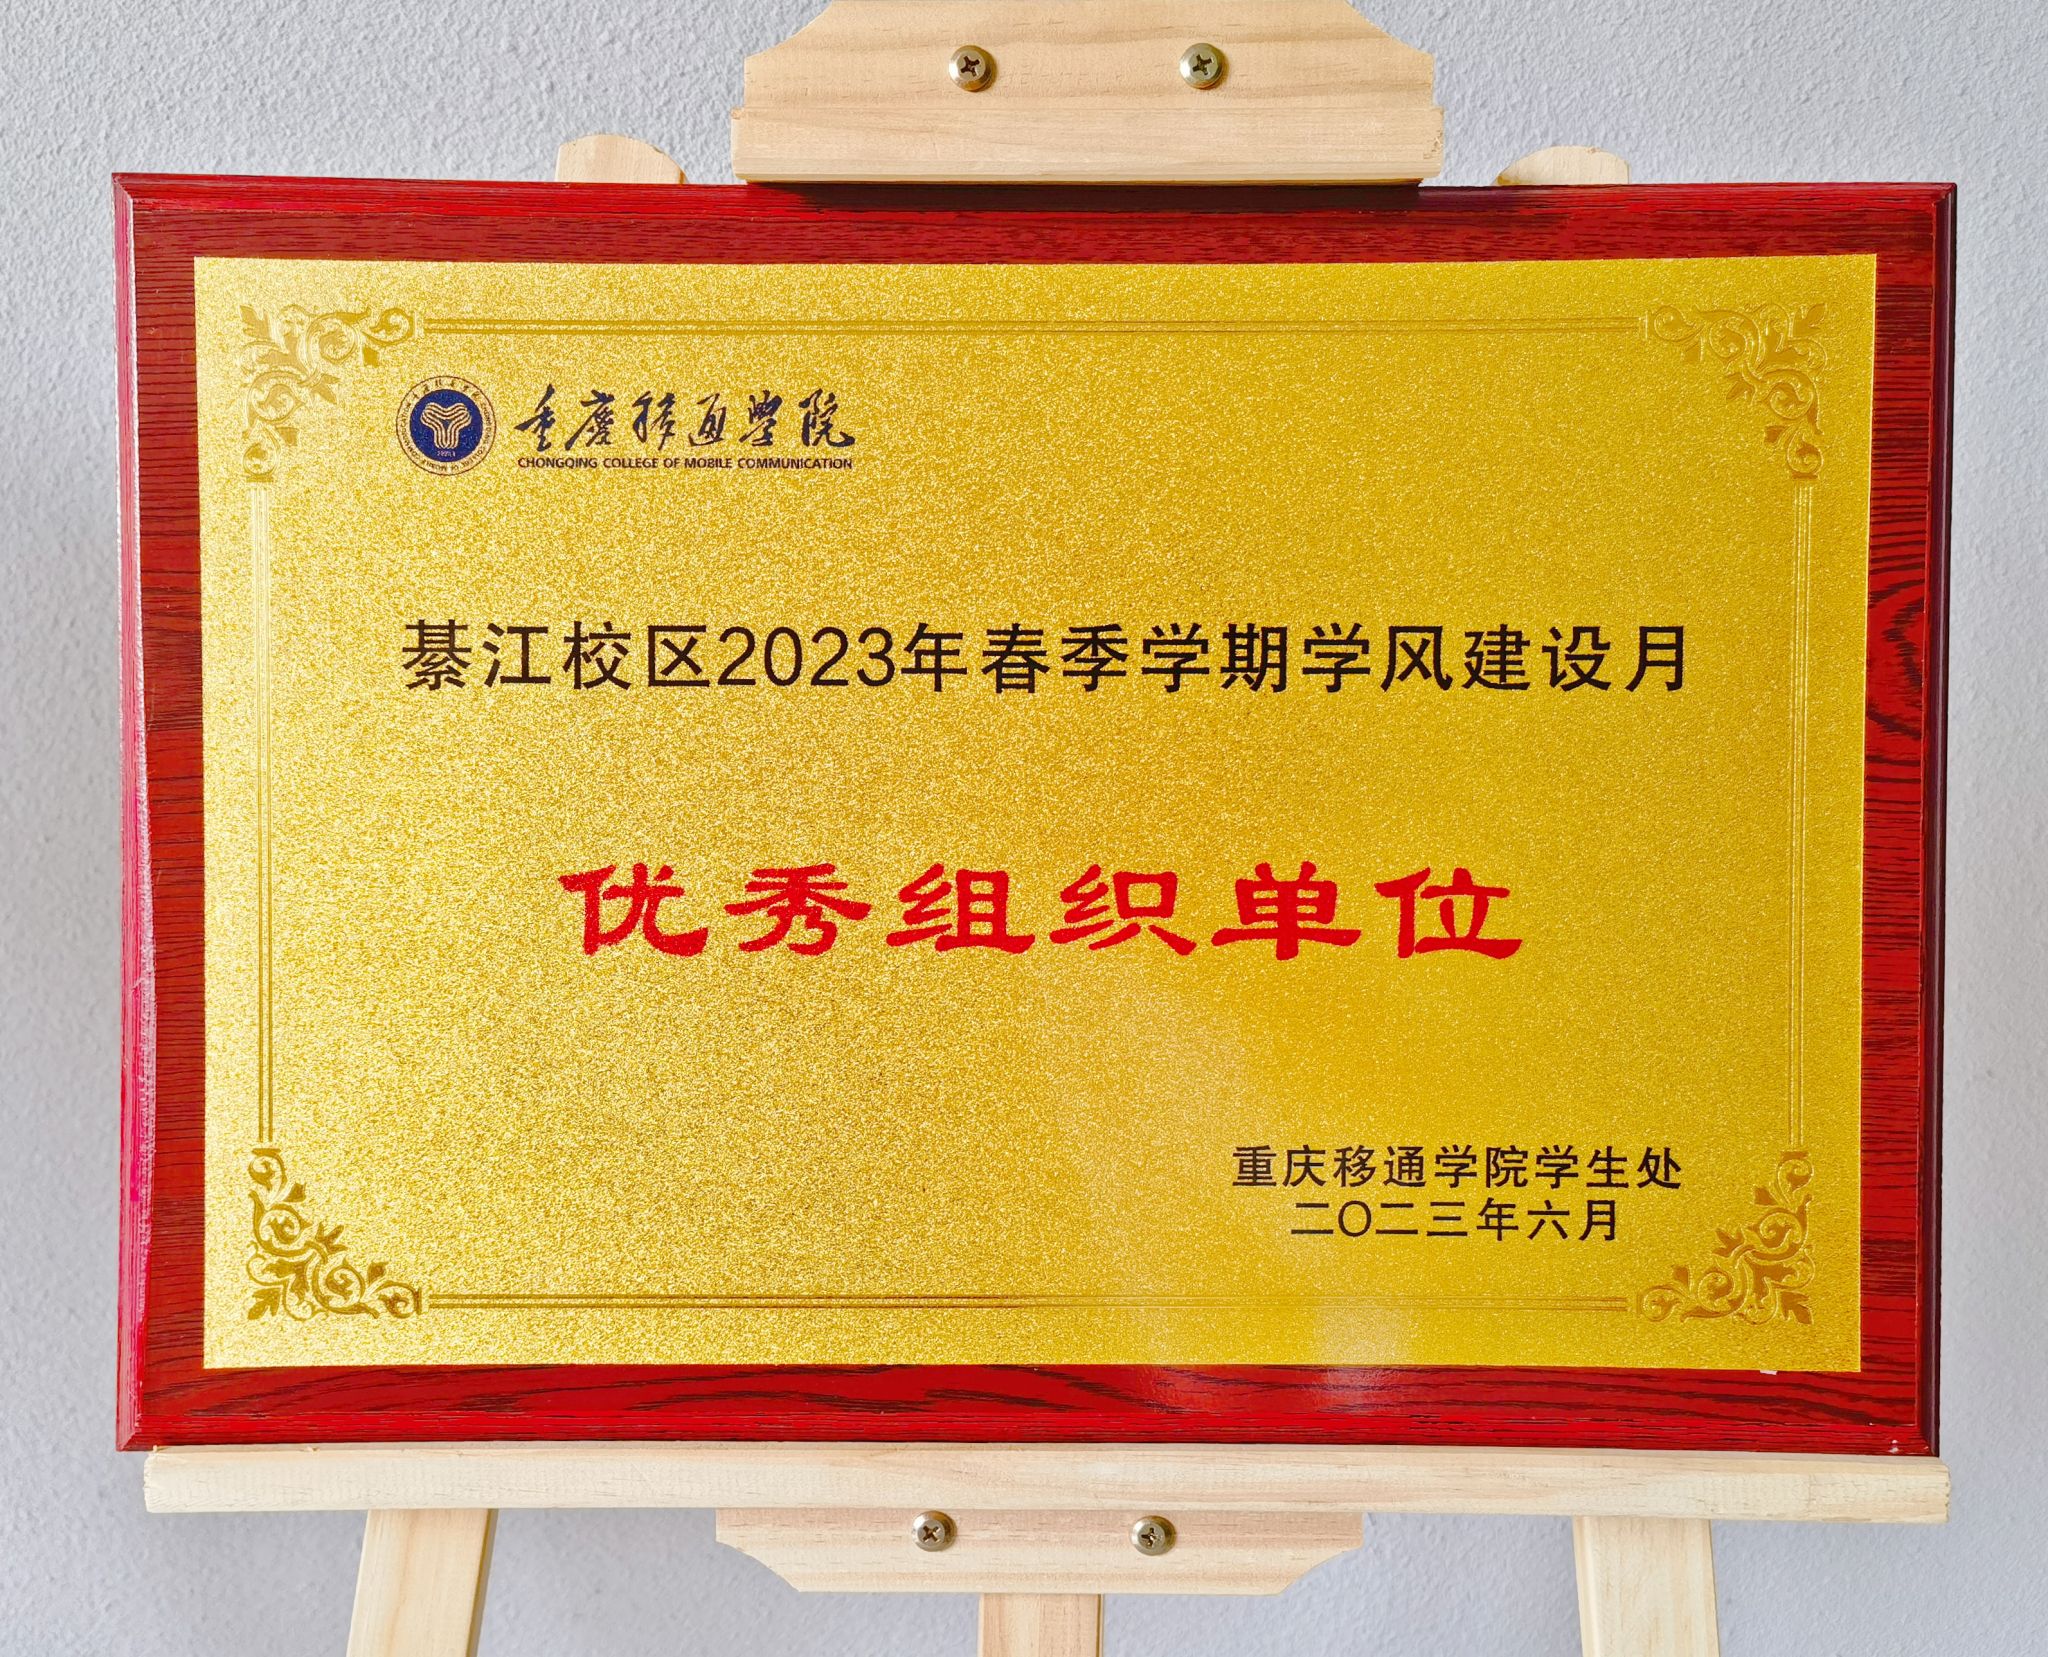 重慶移通學院
CHONGQING COLLEGE OF MOBILE COMMUNICATION
綦江校区2023年春季学期学风建设月
优秀组织单位
重庆移通学院学生处
二〇二三年六月